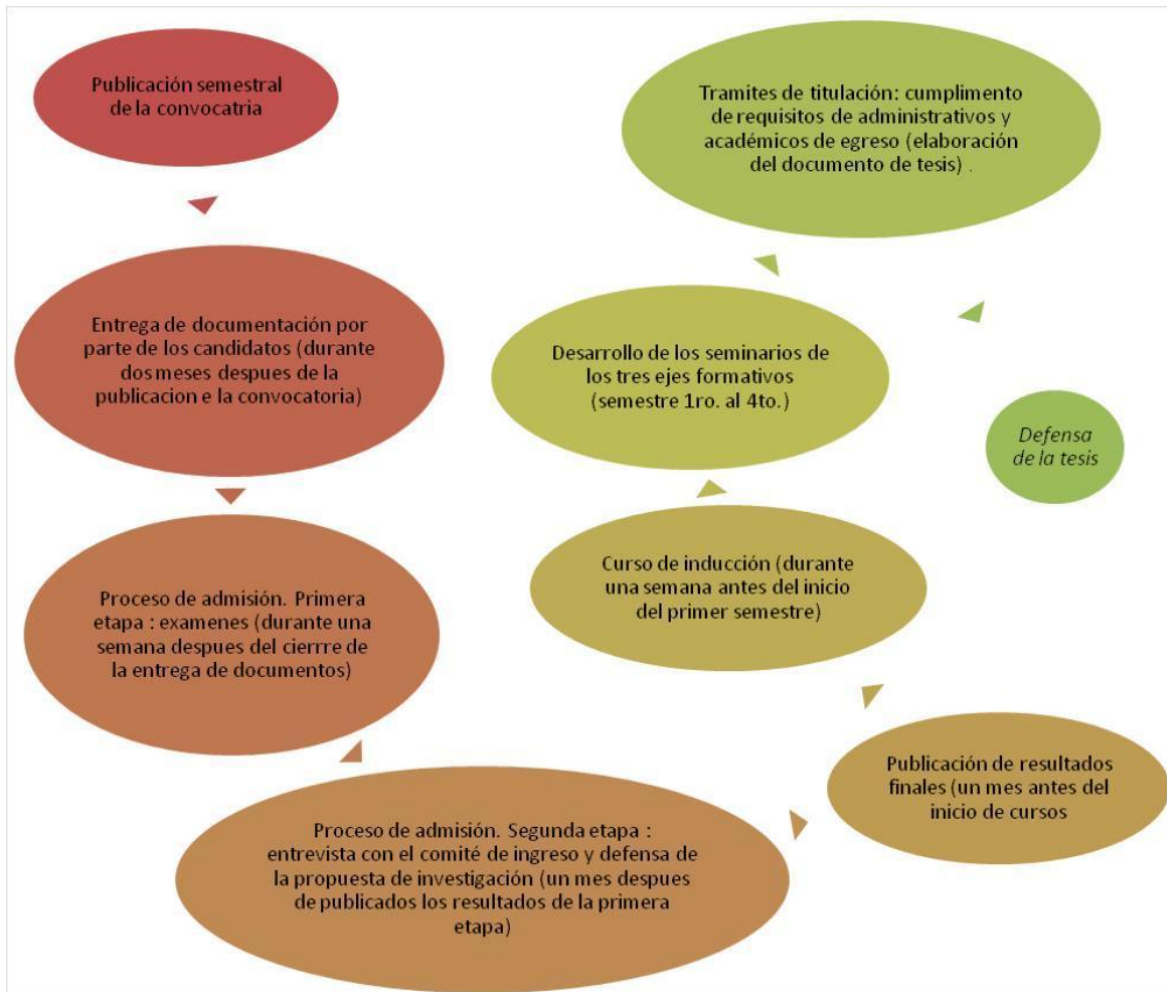 Publicación semestral
de la convocatria
Entrega de documentación por
parte de los candidatos (durante
dos meses despues de la
publicacion e la convocatoria)
Proceso de admisión. Primera
etapa : examenes (durante una
semana despues del cierrre de
la entrega de documentos)
Proceso de admisión. Segunda etapa :
entrevista con el comité de ingreso y defensa de
la propuesta de investigación (un mes despues
de publicados los resultados de la primera
etapa)
Publicación de resultados
finales (un mes antes del
inicio de cursos
Curso de inducción (durante
una semana antes del inicio
del primer semestre)
Desarrollo de los seminarios de
los tres ejes formativos
(semestre 1ro. al 4to.)
Tramites de titulación: cumplimento
de requisitos de administrativos y
académicos de egreso (elaboración
del documento de tesis) .
Defensa
de la tesis